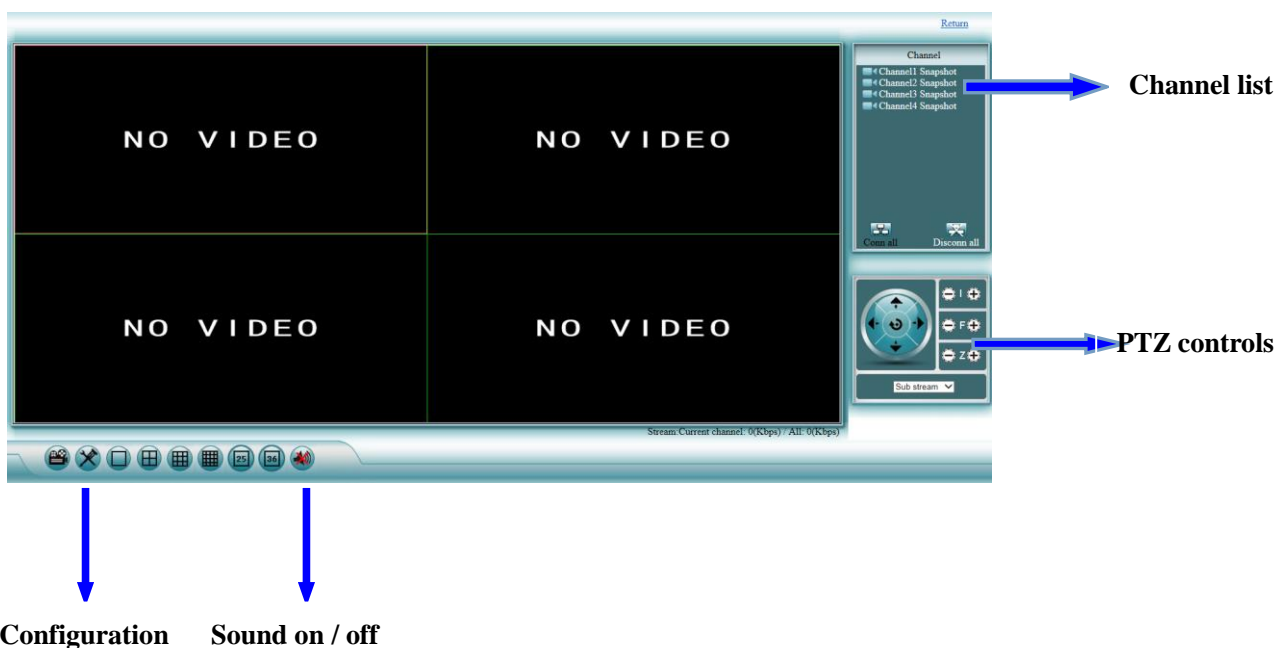 Return
Channel
Channel1 Snapshot
Channel2 Snapshot
Channel3 Snapshot
Channel4 Snapshot
Channel list
NO VIDEO
NO VIDEO
Conn all
Disconn all
I
F
Z
PTZ controls
NO VIDEO
NO VIDEO
Sub stream
Stream Current channel: 0(Kbps) / All: 0(Kbps)
25
36
Configuration
Sound on / off